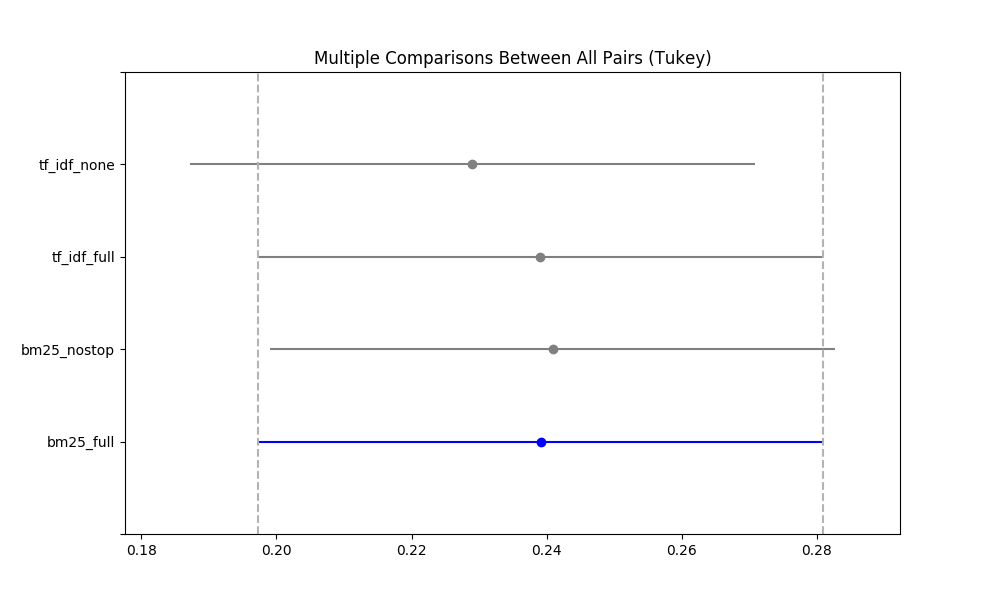 Multiple Comparisons Between All Pairs (Tukey)
tf_idf_none
tf_idf_full
bm25_nostop
bm25_full
0.18 0.20 0.22 0.24 0.26 0.28